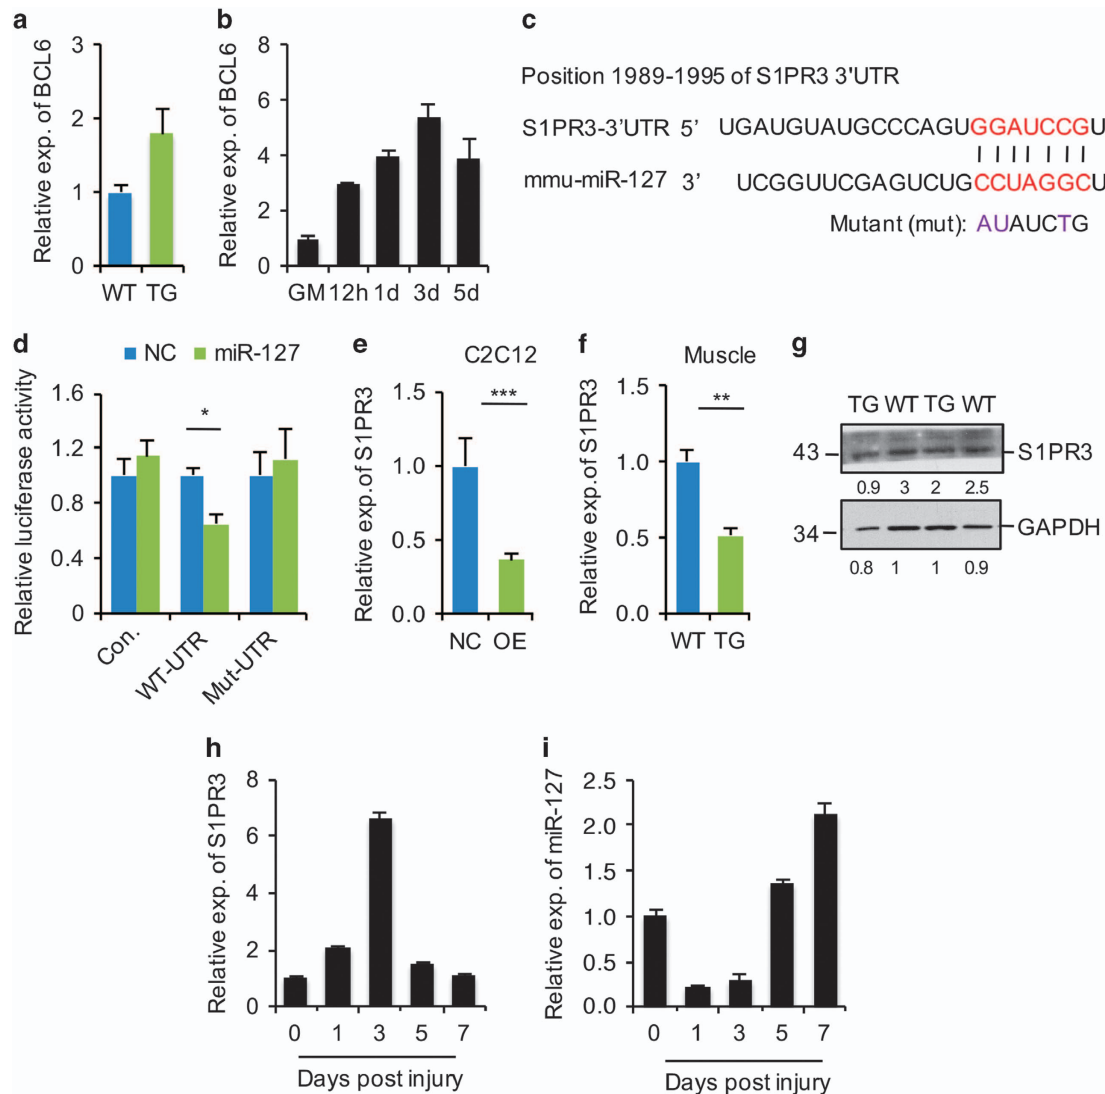 a
Relative exp. of BCL6
3
2
1
0
WT TG
b
Relative exp. of BCL6
8
6
4
2
0
GM 12h 1d 3d 5d
c
Position 1989-1995 of S1PR3 3'UTR
S1PR3-3'UTR 5' UGAUGUAUGCCCAGUGGAUCCGU
mmu-miR-127 3' UCGGUUCGAGUCUGCCUAGGCU
Mutant (mut): AUAUCTG
d
NC miR-127
Relative luciferase activity
1.6
1.2
0.8
0.4
0
*
Con. WT-UTR Mut-UTR
e
C2C12
Relative exp.of S1PR3
1.5
1.0
0.5
0.0
***
NC OE
f
Muscle
Relative exp.of S1PR3
1.5
1.0
0.5
0.0
**
WT TG
g
TG WT TG WT
43 S1PR3
0.9 3 2 2.5
34 GAPDH
0.8 1 1 0.9
h
Relative exp. of S1PR3
8
6
4
2
0
0 1 3 5 7
Days post injury
i
Relative exp. of miR-127
2.5
2.0
1.5
1.0
0.5
0.0
0 1 3 5 7
Days post injury